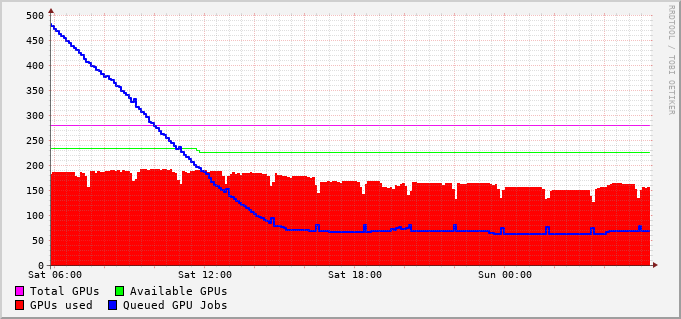 500
450
400
350
300
250
200
150
100
50
0
Sat 06:00 Sat 12:00 Sat 18:00 Sun 00:00
Total GPUs Available GPUs
GPUs used Queued GPU Jobs
RRDTOOL / TOBI OETIKER